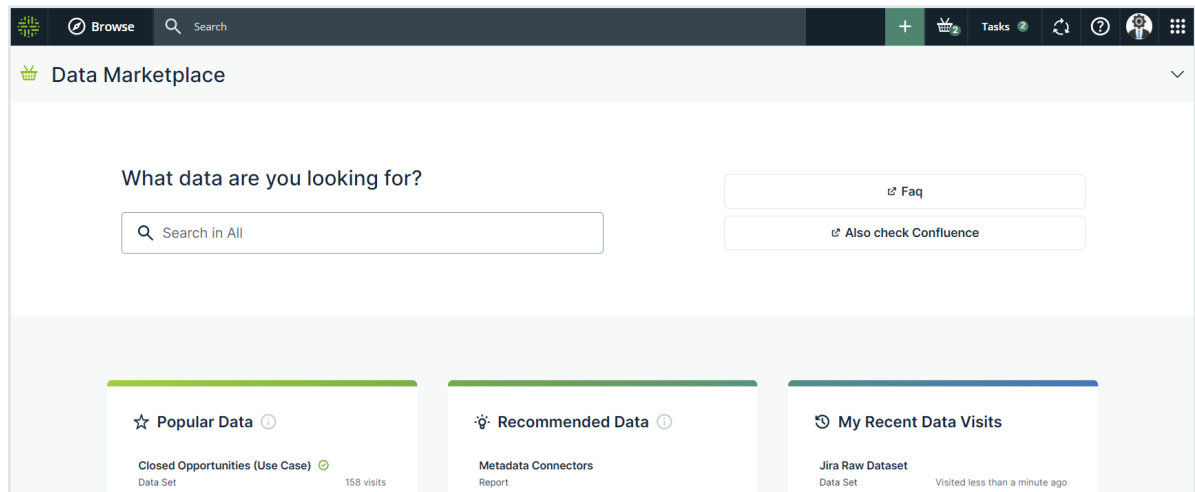 Browse
Search
2
Tasks 2
Data Marketplace
What data are you looking for?
Search in All
Faq
Also check Confluence
Popular Data
Closed Opportunities (Use Case)
Data Set 158 visits
Recommended Data
Metadata Connectors
Report
My Recent Data Visits
Jira Raw Dataset
Data Set Visited less than a minute ago